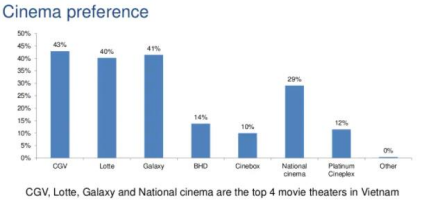 Cinema preference
50%
45%
40%
35%
30%
25%
20%
15%
10%
5%
0%
43%
40%
41%
14%
10%
29%
12%
0%
CGV
Lotte
Galaxy
BHD
Cinebox
National
cinema
Platinum
Cineplex
Other
CGV, Lotte, Galaxy and National cinema are the top 4 movie theaters in Vietnam